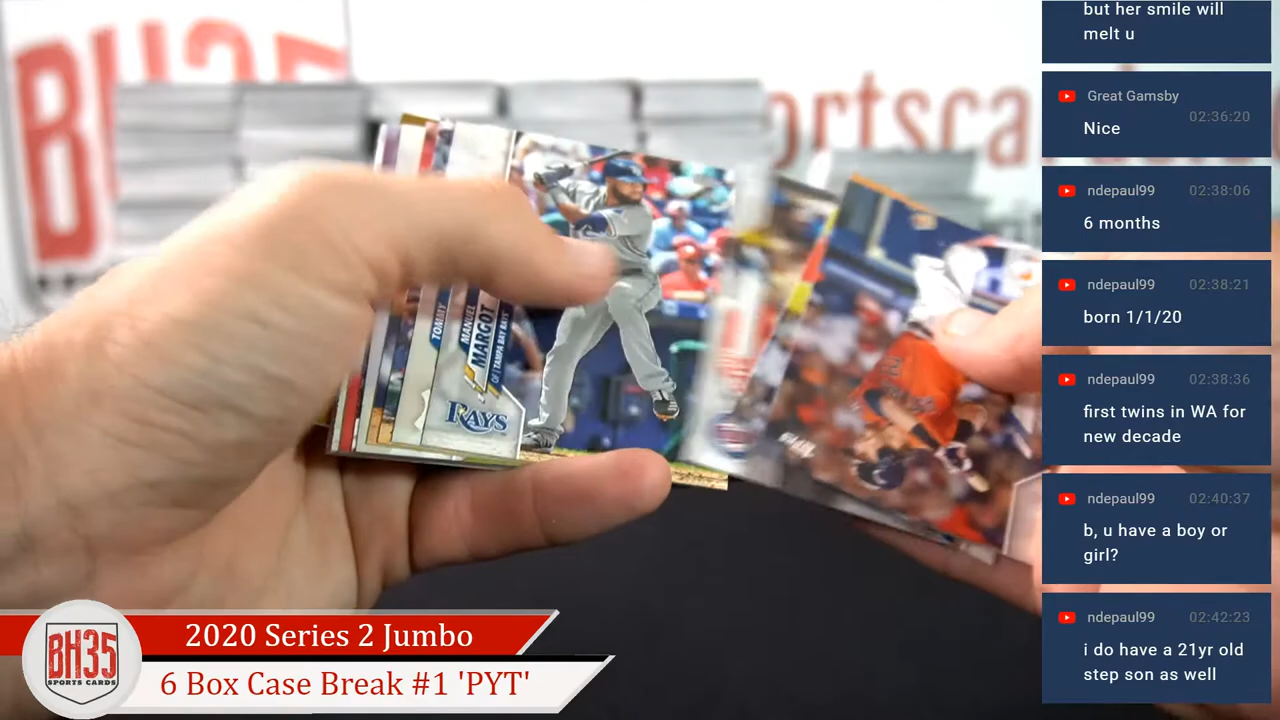 BH35
ortsca
TOMMY
MANUEL
MARGOT
OF | TAMPA BAY RAYS
RAYS
but her smile will
melt u
Great Gamsby
02:36:20
Nice
ndepaul99 02:38:06
6 months
ndepaul99 02:38:21
born 1/1/20
ndepaul99 02:38:36
first twins in WA for
new decade
ndepaul99 02:40:37
b, u have a boy or
girl?
ndepaul99 02:42:23
i do have a 21yr old
step son as well
BH35
SPORTS CARDS
2020 Series 2 Jumbo
6 Box Case Break #1 'PYT'